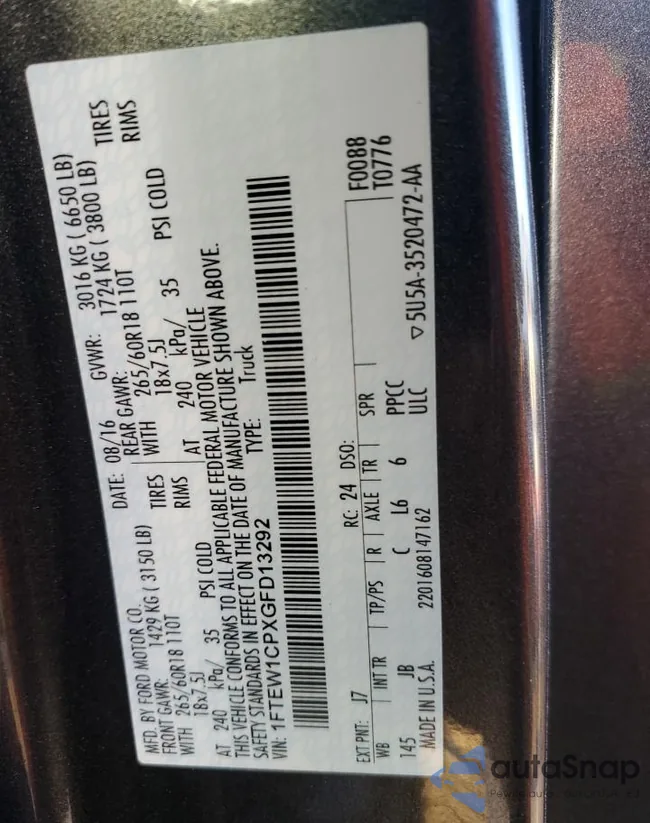 MFD. BY FORD MOTOR CO.
DATE: 08/16 GVWR: 3016 KG ( 6650 LB)
FRONT GAWR: 1429 KG ( 3150 LB) REAR GAWR: 1724 KG ( 3800 LB)
WITH 265/60R18 110T TIRES WITH 265/60R18 110T TIRES
18x7.5J RIMS 18x7.5J RIMS
AT 240 kPa/ 35 PSI COLD AT 240 kPa/ 35 PSI COLD
THIS VEHICLE CONFORMS TO ALL APPLICABLE FEDERAL MOTOR VEHICLE
SAFETY STANDARDS IN EFFECT ON THE DATE OF MANUFACTURE SHOWN ABOVE.
VIN: 1FTEW1CPXGFD13292 TYPE: Truck
F0088
T0776
EXT PNT: J7 RC: 24 DSO:
WB INT TR TP/PS R AXLE TR SPR
145 JB C L6 6 PPCC
ULC
MADE IN U.S.A. 2201608147162 ▽5U5A-3520472-AA
autaSnap